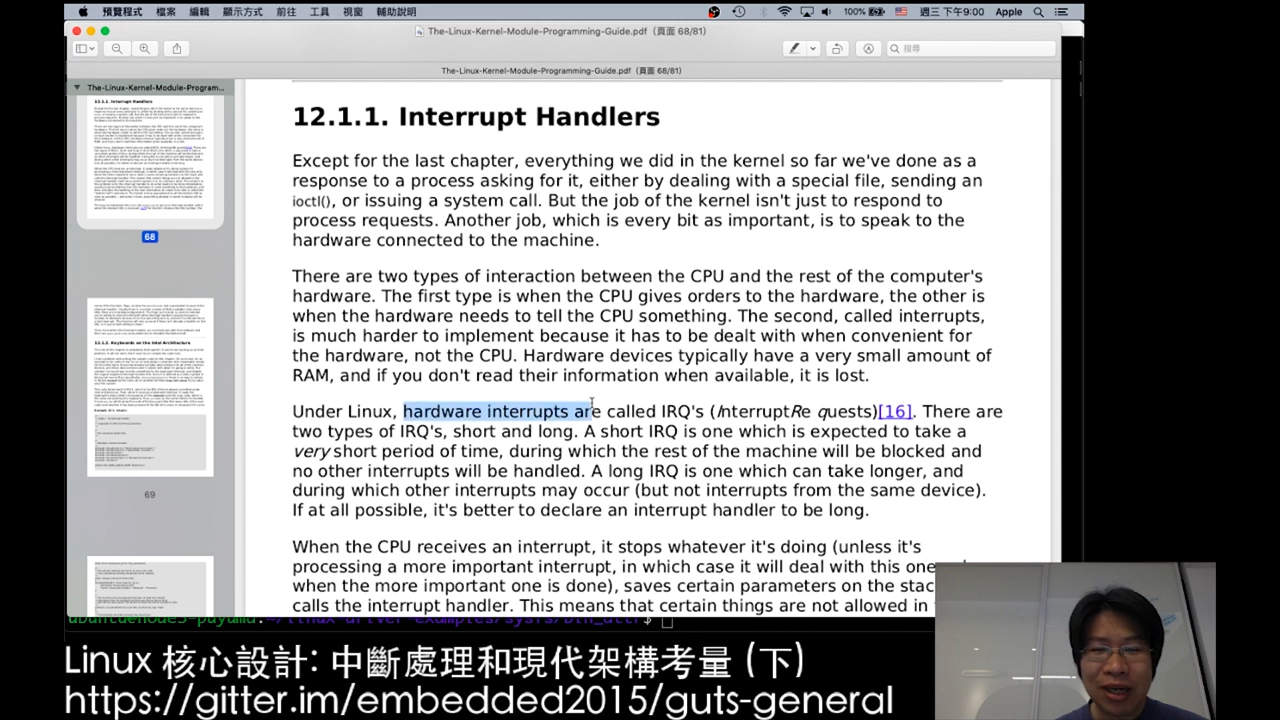 預覽程式 檔案 編輯 顯示方式 前往 工具 視窗 輔助說明 100% 週三 下午9:00 Apple
The-Linux-Kernel-Module-Programming-Guide.pdf (頁面 68/81)
搜尋
The-Linux-Kernel-Module-Programming-Guide.pdf (頁面 68/81)
The-Linux-Kernel-Module-Program...
12.1.1. Interrupt Handlers
68
12.1.2. Keyboards on the Intel Architecture
69
12.1.1. Interrupt Handlers
Except for the last chapter, everything we did in the kernel so far we've done as a
response to a process asking for it, either by dealing with a special file, sending an
ioctl(), or issuing a system call. But the job of the kernel isn't just to respond to
process requests. Another job, which is every bit as important, is to speak to the
hardware connected to the machine.
There are two types of interaction between the CPU and the rest of the computer's
hardware. The first type is when the CPU gives orders to the hardware, the other is
when the hardware needs to tell the CPU something. The second, called interrupts,
is much harder to implement because it has to be dealt with when convenient for
the hardware, not the CPU. Hardware devices typically have a very small amount of
RAM, and if you don't read their information when available, it is lost.
Under Linux, hardware interrupts are called IRQ's (InterruptRe quests)[16]. There are
two types of IRQ's, short and long. A short IRQ is one which is expected to take a
very short period of time, during which the rest of the machine will be blocked and
no other interrupts will be handled. A long IRQ is one which can take longer, and
during which other interrupts may occur (but not interrupts from the same device).
If at all possible, it's better to declare an interrupt handler to be long.
When the CPU receives an interrupt, it stops whatever it's doing (unless it's
processing a more important interrupt, in which case it will deal with this one
when the more important one is done), saves certain parameters on the stac
calls the interrupt handler. This means that certain things are not allowed in
Linux 核心設計: 中斷處理和現代架構考量 (下)
https://gitter.im/embedded2015/guts-general